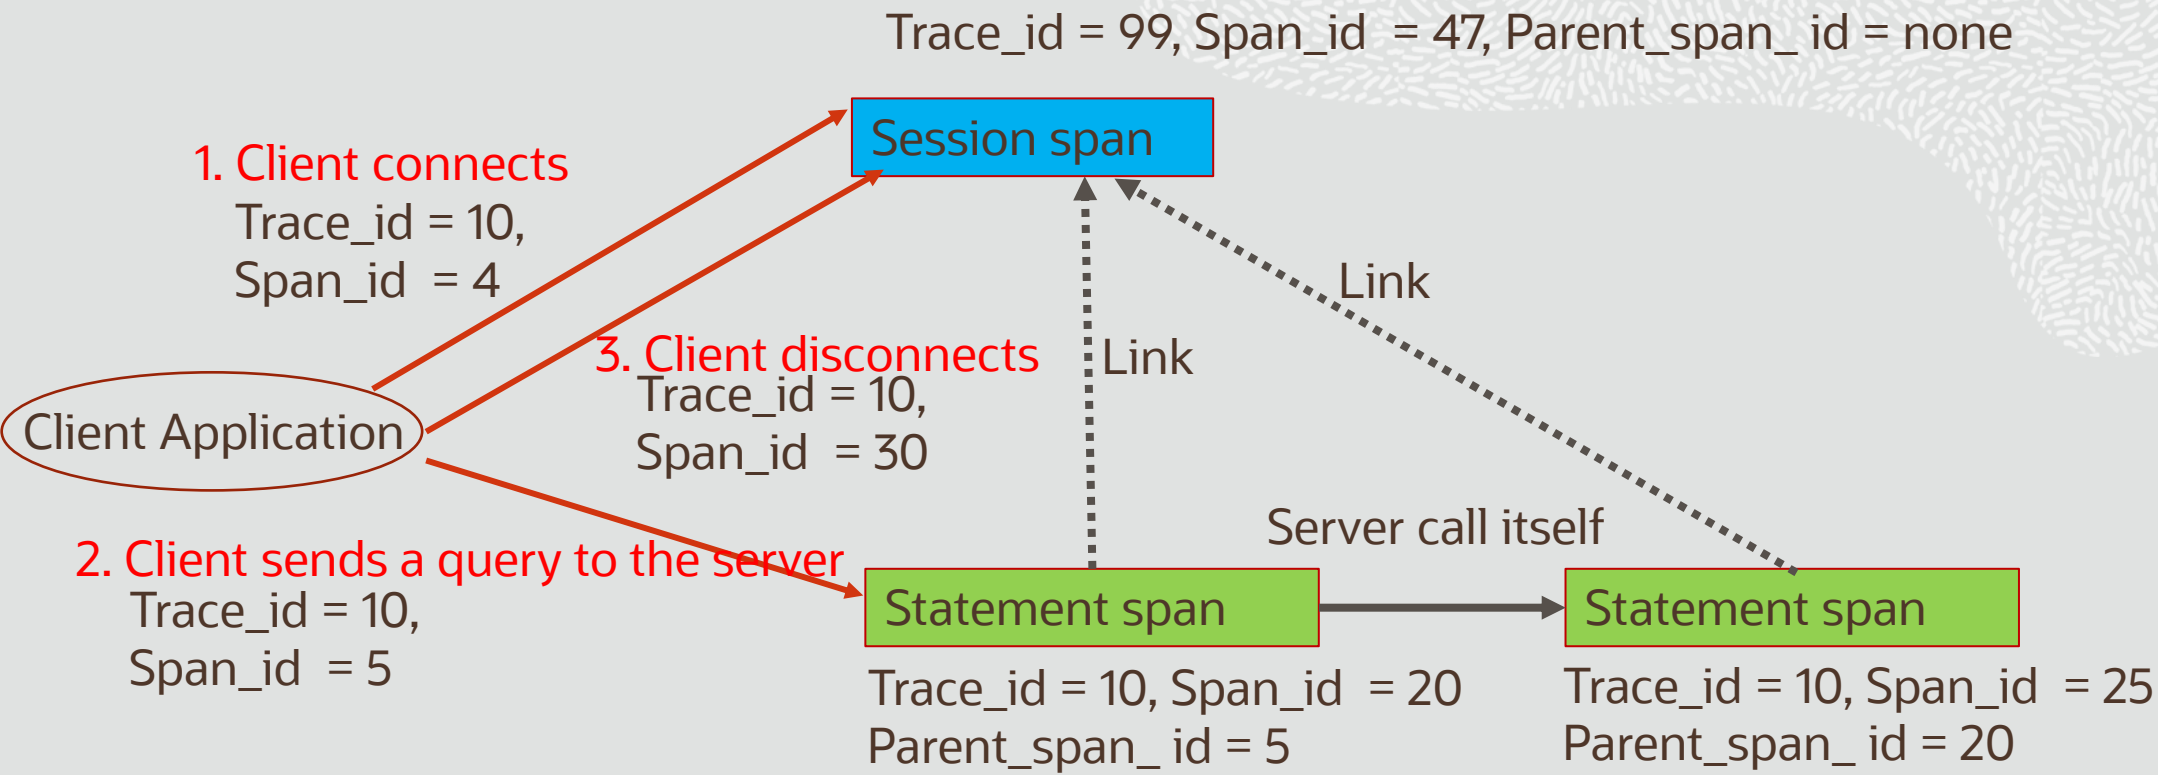 Trace_id = 99, Span_id = 47, Parent_span_ id = none
Session span
1. Client connects
Trace_id = 10,
Span_id = 4
Link
3. Client disconnects
Link
Trace_id = 10,
Client Application
Span_id = 30
Server call itself
2. Client sends a query to the server
Trace_id = 10,
Span_id = 5
Statement span
Statement span
Trace_id = 10, Span_id = 20
Parent_span_ id = 5
Trace_id = 10, Span_id = 25
Parent_span_ id = 20